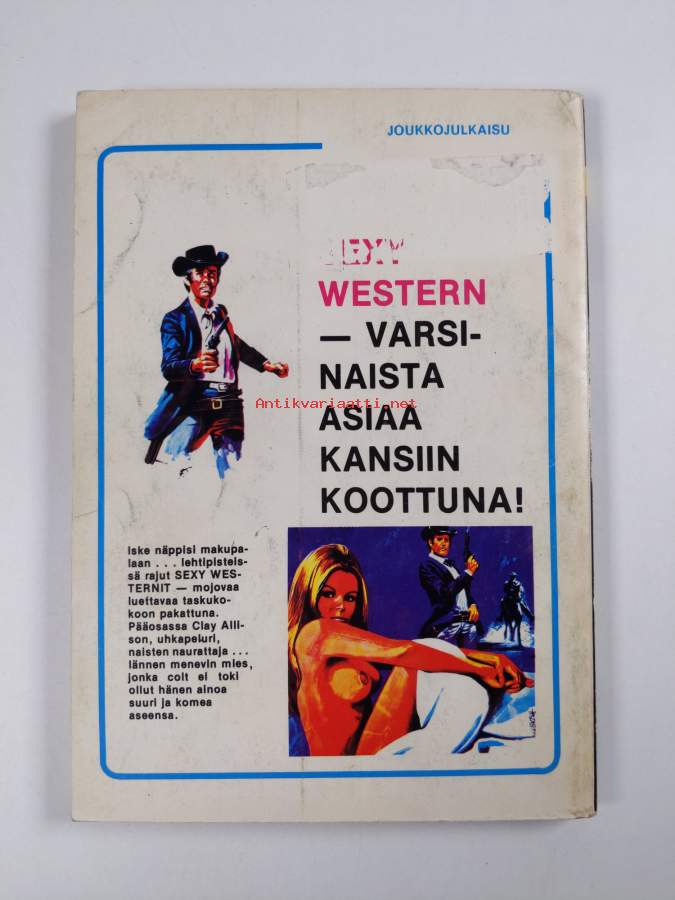 JOUKKOJULKAISU
SEXY
WESTERN
— VARSI-
NAISTA
ASIAA
KANSIIN
KOOTTUNA!
Antikvariaatti.net
Iske näppisi makupa-
laan . . . lehtipisteis-
sä rajut SEXY WES-
TERNIT — mojovaa
luettavaa taskuko-
koon pakattuna.
Pääosassa Clay Alli-
son, uhkapeluri,
naisten naurattaja . . .
lännen menevin mies,
jonka colt ei toki
ollut hänen ainoa
suuri ja komea
aseensa.